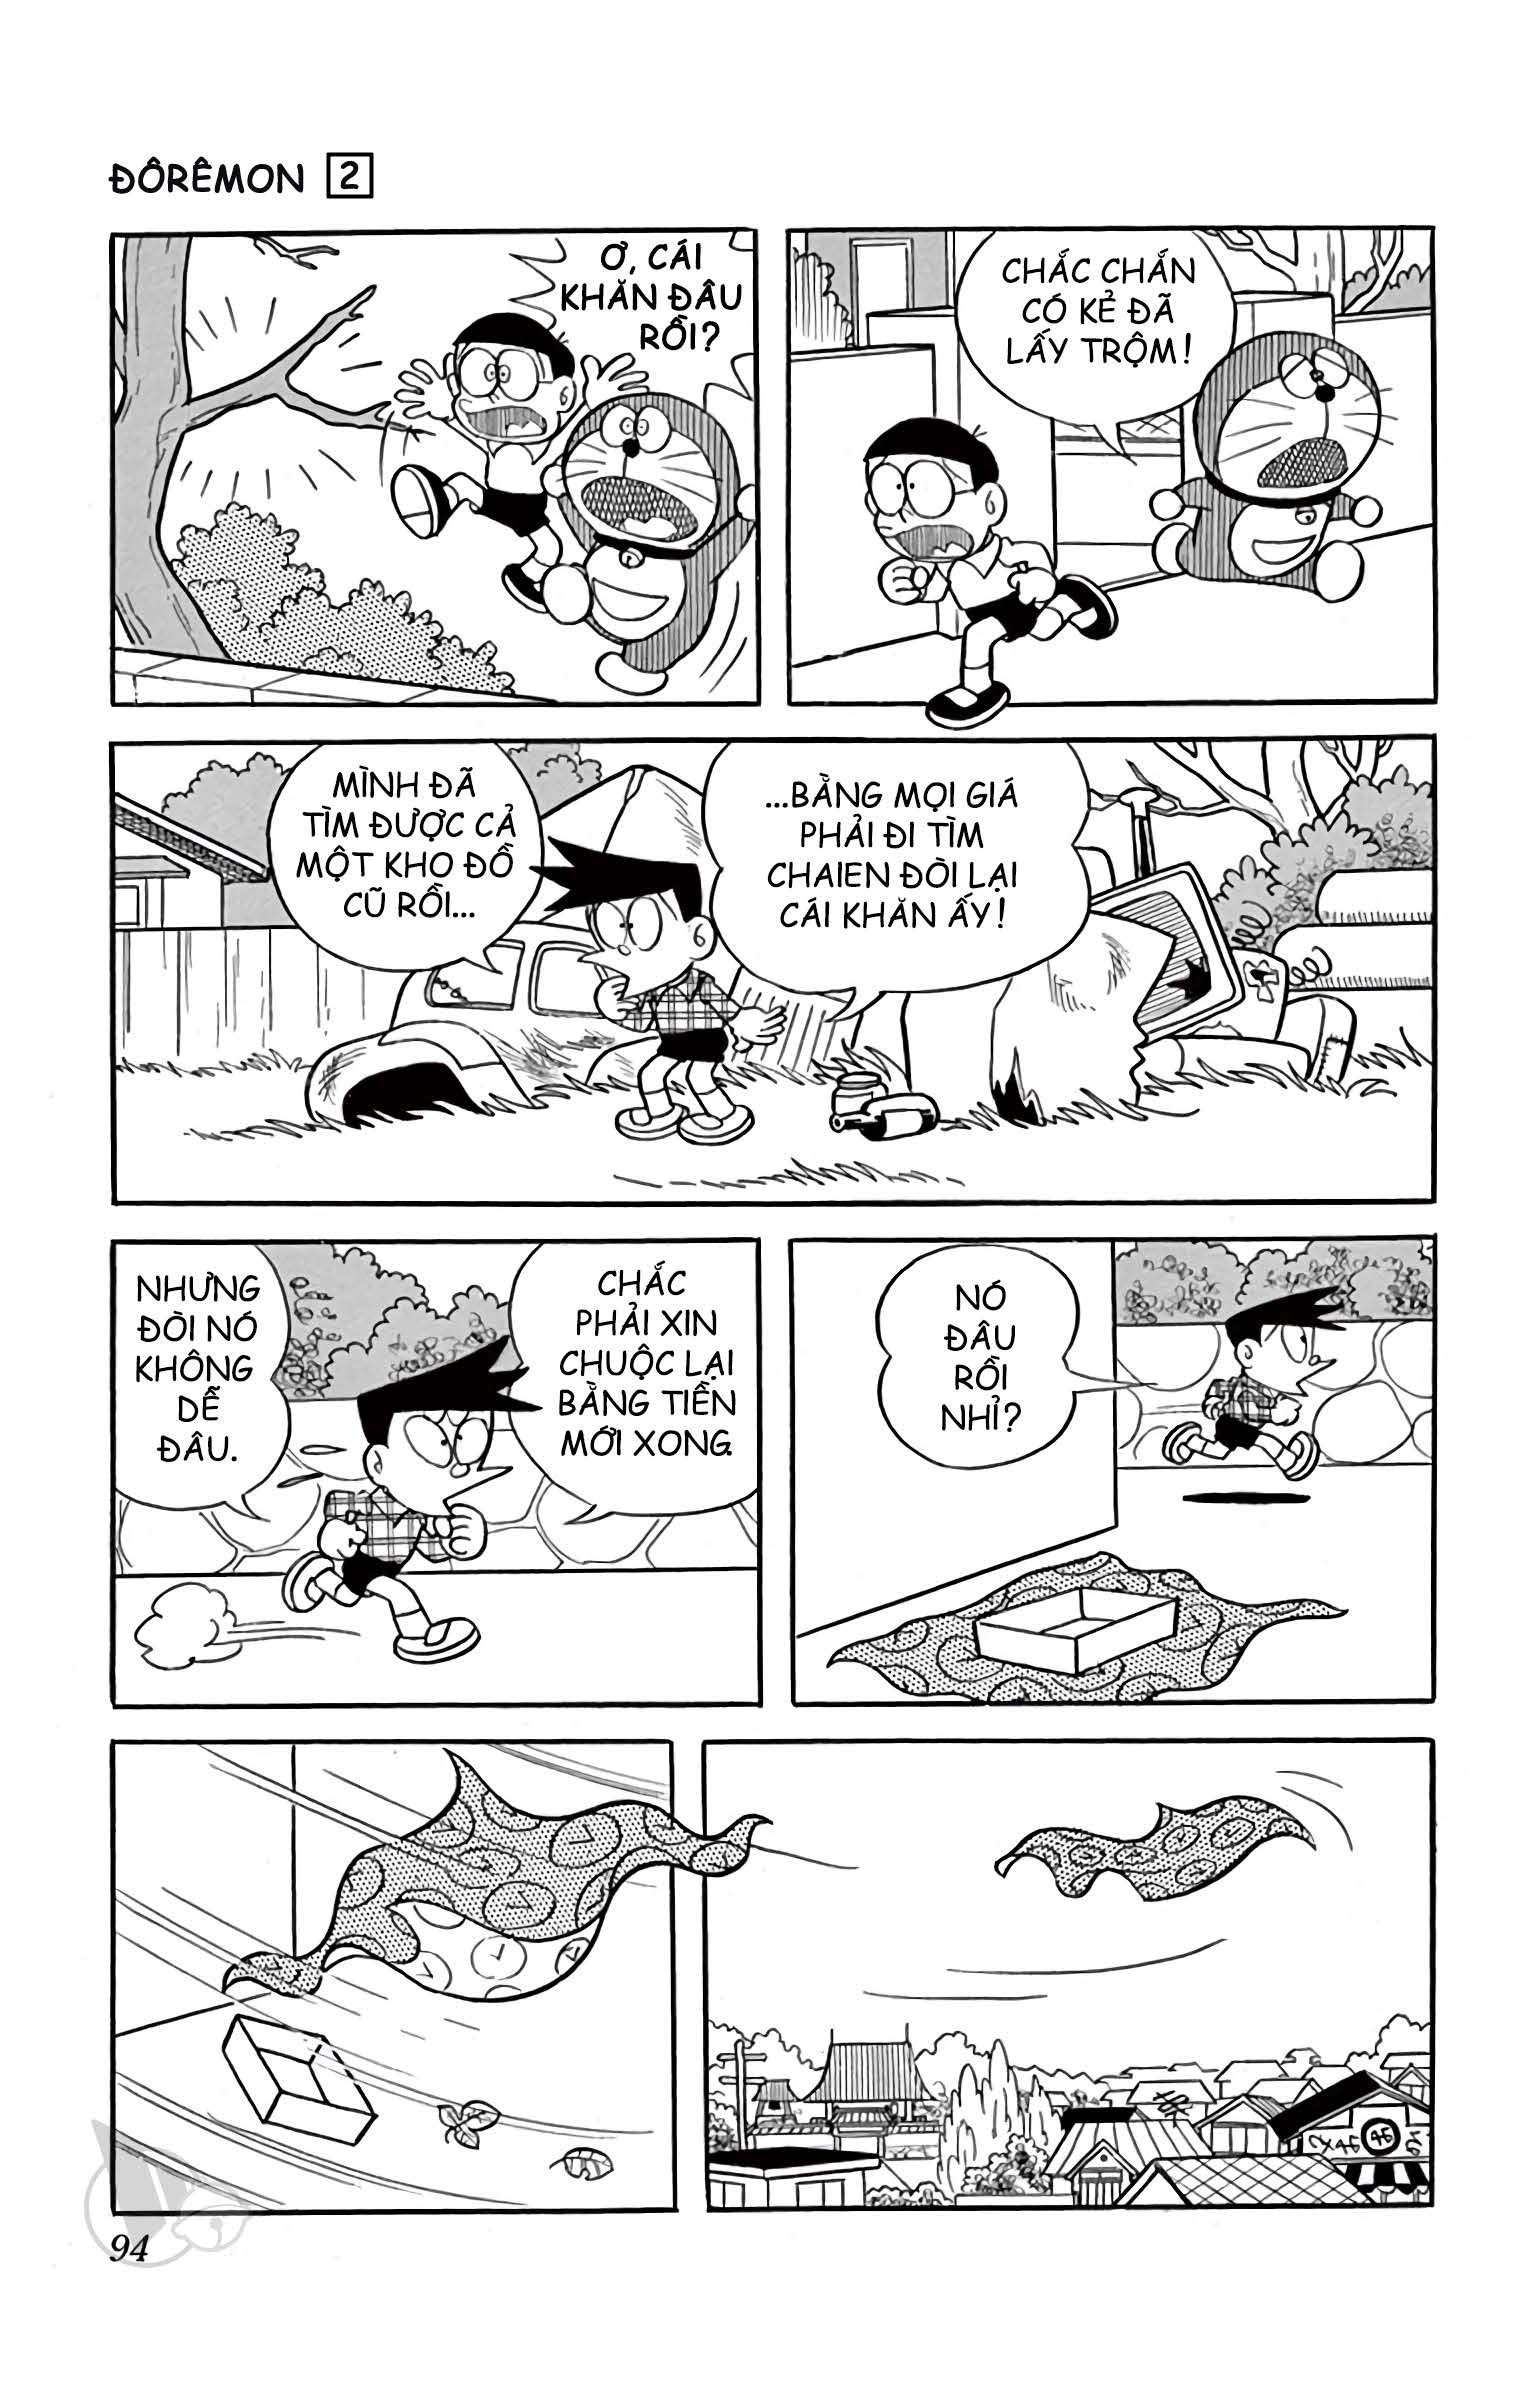 ĐÔRÊMON 2
Ơ, CÁI
KHĂN ĐÂU
RỒI?
CHẮC CHẮN
CÓ KẺ ĐÃ
LẤY TRỘM!
MÌNH ĐÃ
TÌM ĐƯỢC CẢ
MỘT KHO ĐỒ
CŨ RỒI...
...BẰNG MỌI GIÁ
PHẢI ĐI TÌM
CHAIEN ĐÒI LẠI
CÁI KHĂN ẤY!
NHƯNG
ĐÒI NÓ
KHÔNG
DỄ
ĐÂU.
CHẮC
PHẢI XIN
CHUỘC LẠI
BẰNG TIỀN
MỚI XONG.
NÓ
ĐÂU
RỒI
NHỈ?
94